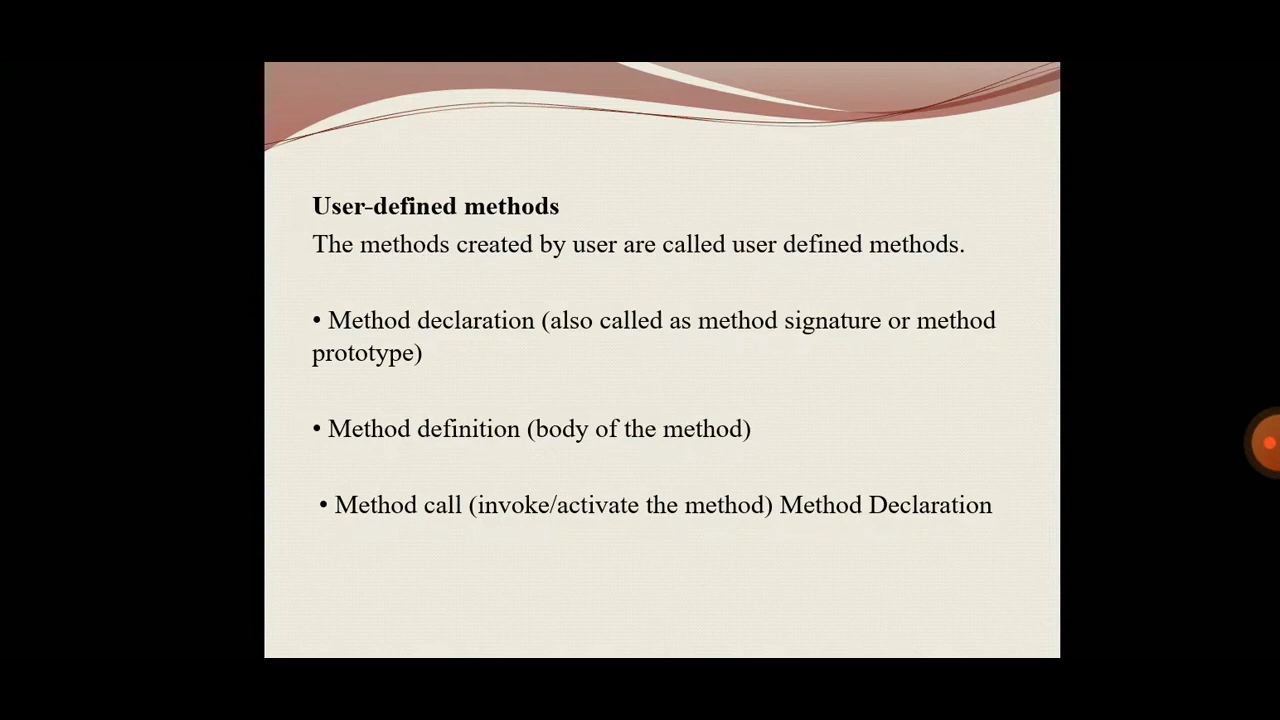 User-defined methods
The methods created by user are called user defined methods.
• Method declaration (also called as method signature or method
prototype)
• Method definition (body of the method)
• Method call (invoke/activate the method) Method Declaration